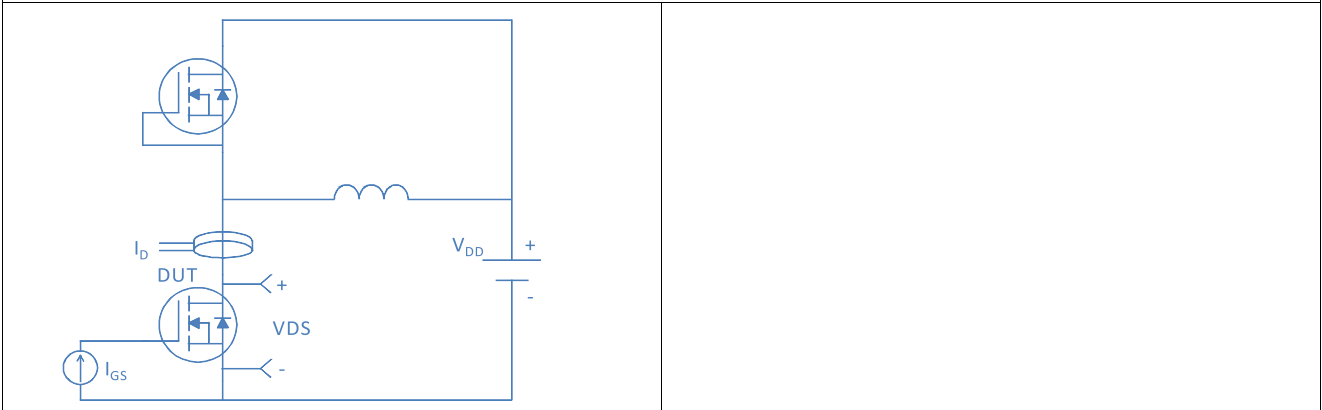 I_D
DUT
+
VDS
-
I_GS
V_DD
+
-